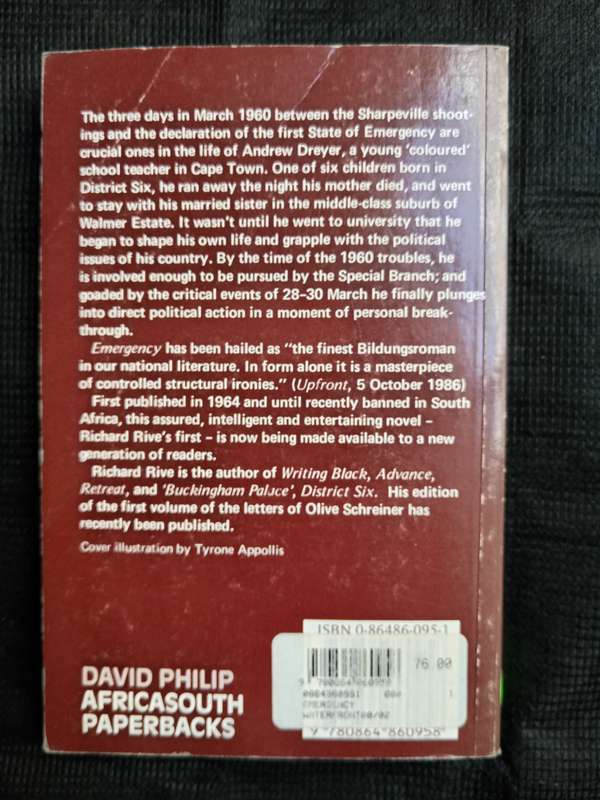 The three days in March 1960 between the Sharpeville shoot-
ings and the declaration of the first State of Emergency are
crucial ones in the life of Andrew Dreyer, a young 'coloured'
school teacher in Cape Town. One of six children born in
District Six, he ran away the night his mother died, and went
to stay with his married sister in the middle-class suburb of
Walmer Estate. It wasn't until he went to university that he
began to shape his own life and grapple with the political
issues of his country. By the time of the 1960 troubles, he
is involved enough to be pursued by the Special Branch; and
goaded by the critical events of 28–30 March he finally plunges
into direct political action in a moment of personal break-
through.
Emergency has been hailed as "the finest Bildungsroman
in our national literature. In form alone it is a masterpiece
of controlled structural ironies." (Upfront, 5 October 1986)
First published in 1964 and until recently banned in South
Africa, this assured, intelligent and entertaining novel –
Richard Rive's first – is now being made available to a new
generation of readers.
Richard Rive is the author of Writing Black, Advance,
Retreat, and 'Buckingham Palace', District Six. His edition
of the first volume of the letters of Olive Schreiner has
recently been published.
Cover illustration by Tyrone Appollis
ISBN 0-86486-095-1
76.00
9 780864 860958
1
EMERGENCY
WATERFRONT00/02
9 780864 860958
DAVID PHILIP
AFRICASOUTH
PAPERBACKS